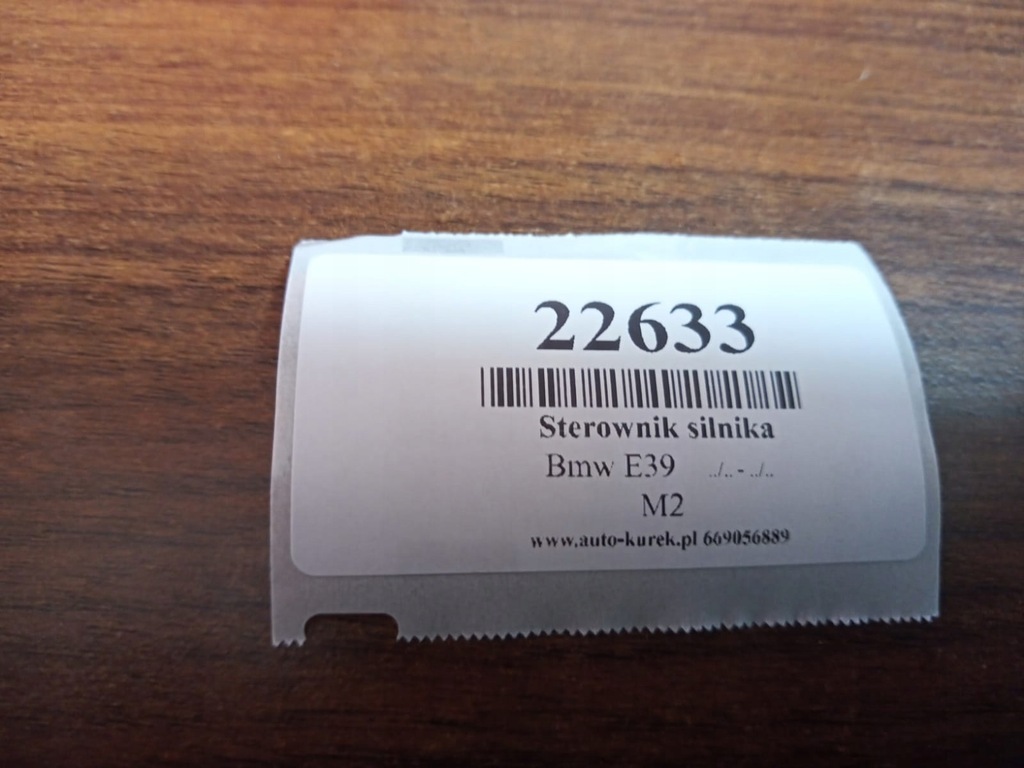 22633
Sterownik silnika
Bmw E39 ../.. - ../..
M2
www.auto-kurek.pl 669056889